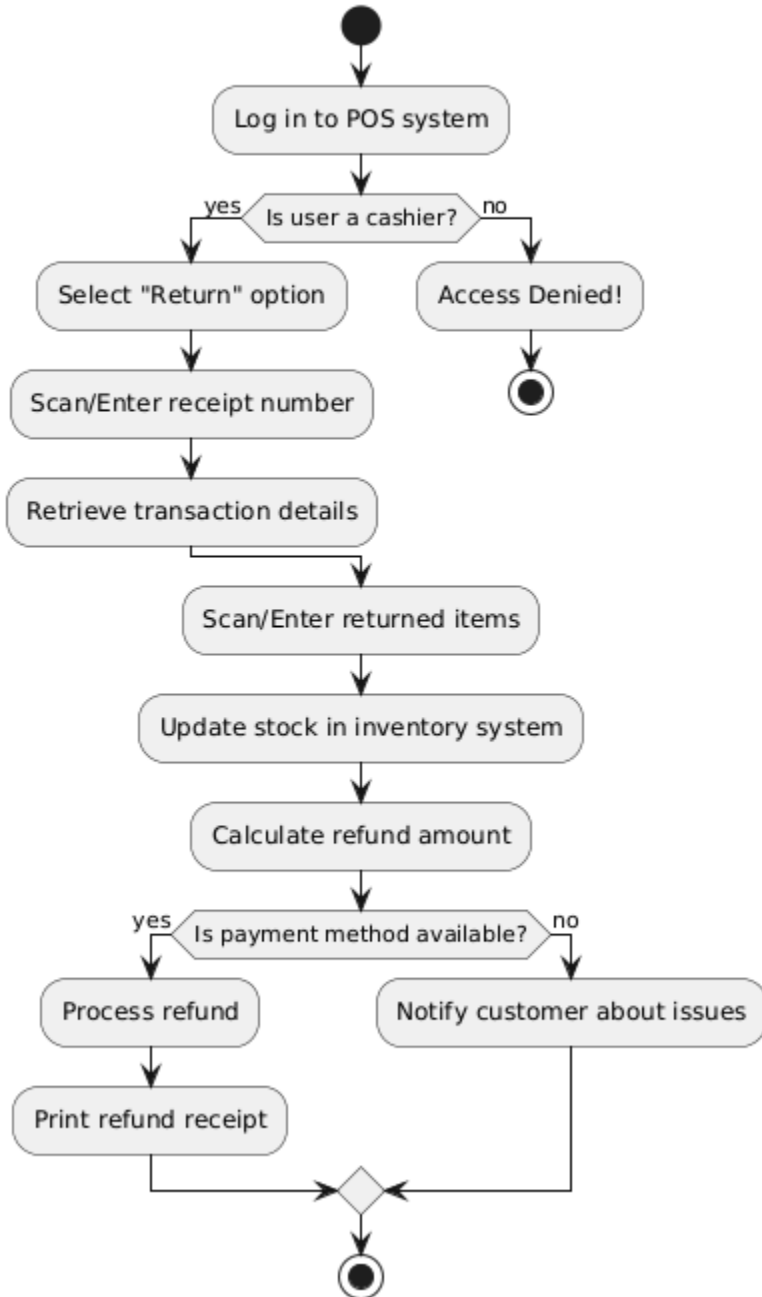 Log in to POS system
yes
Is user a cashier?
no
Select "Return" option
Access Denied!
Scan/Enter receipt number
Retrieve transaction details
Scan/Enter returned items
Update stock in inventory system
Calculate refund amount
yes
Is payment method available?
no
Process refund
Notify customer about issues
Print refund receipt